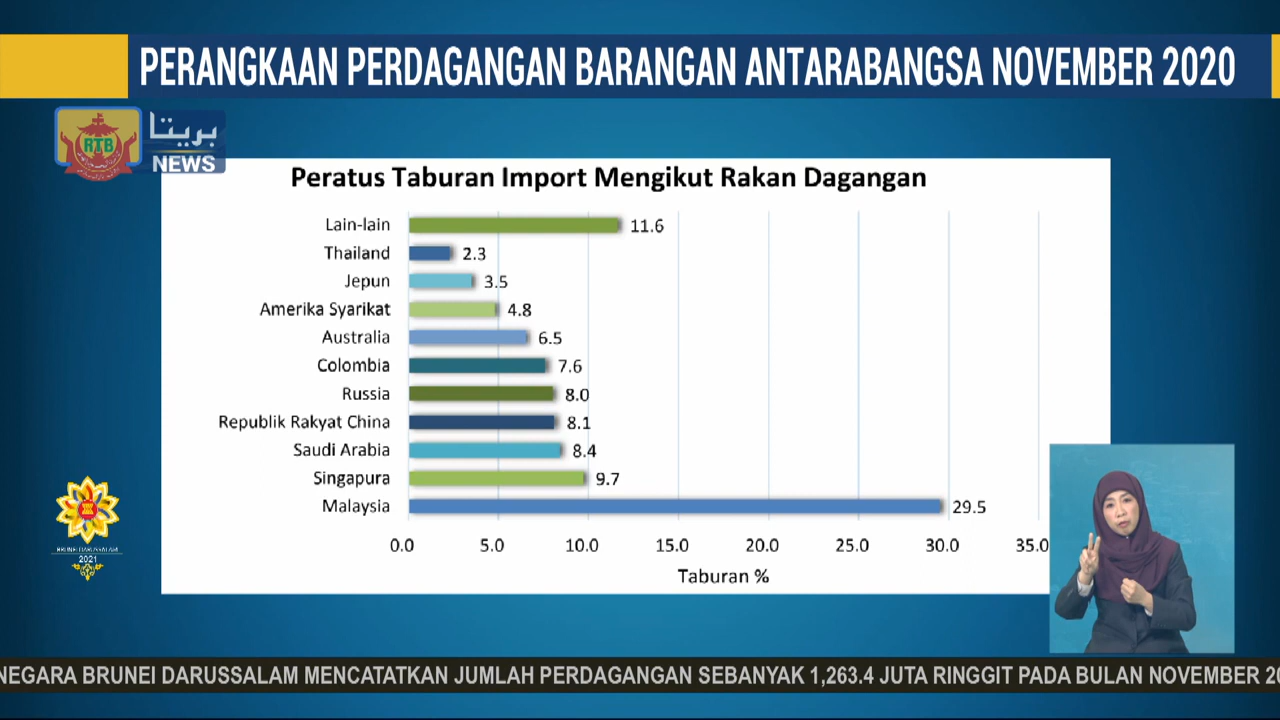 PERANGKAAN PERDAGANGAN BARANGAN ANTARABANGSA NOVEMBER 2020
RTB
بريتا
NEWS
Peratus Taburan Import Mengikut Rakan Dagangan
Lain-lain 11.6
Thailand 2.3
Jepun 3.5
Amerika Syarikat 4.8
Australia 6.5
Colombia 7.6
Russia 8.0
Republik Rakyat China 8.1
Saudi Arabia 8.4
Singapura 9.7
Malaysia 29.5
0.0 5.0 10.0 15.0 20.0 25.0 30.0 35.0
Taburan %
BRUNEI DARUSSALAM
2021
NEGARA BRUNEI DARUSSALAM MENCATATKAN JUMLAH PERDAGANGAN SEBANYAK 1,263.4 JUTA RINGGIT PADA BULAN NOVEMBER 20